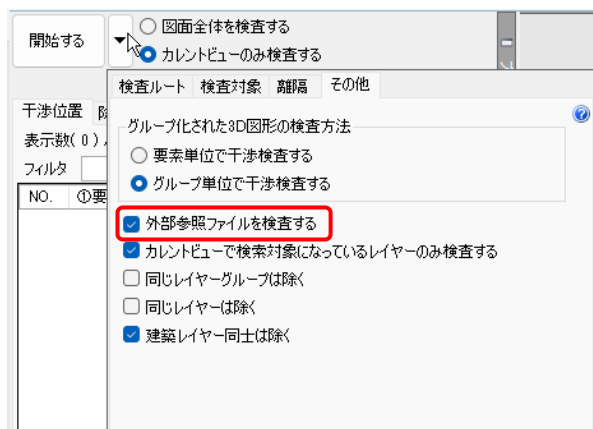 開始する
図面全体を検査する
カレントビューのみ検査する
検査ルート 検査対象 離隔 その他
干渉位置
表示数( 0 )
フィルタ
NO. ①要
グループ化された3D図形の検査方法
要素単位で干渉検査する
グループ単位で干渉検査する
外部参照ファイルを検査する
カレントビューで検索対象になっているレイヤーのみ検査する
同じレイヤーグループは除く
同じレイヤーは除く
建築レイヤー同士は除く